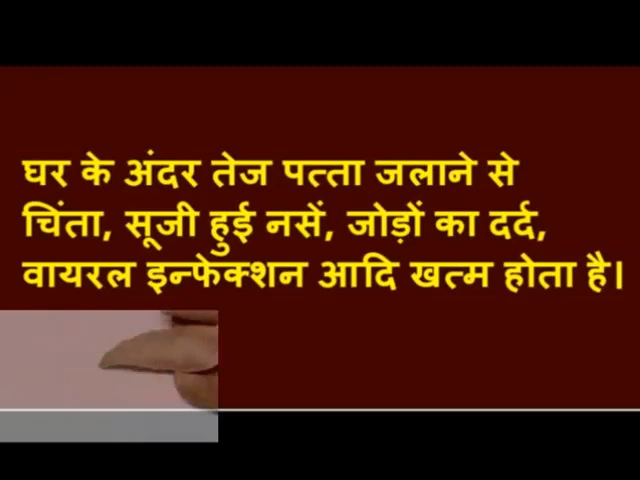 घर के अंदर तेज पत्ता जलाने से
चिंता, सूजी हुई नसें, जोड़ों का दर्द,
वायरल इन्फेक्शन आदि खत्म होता है।